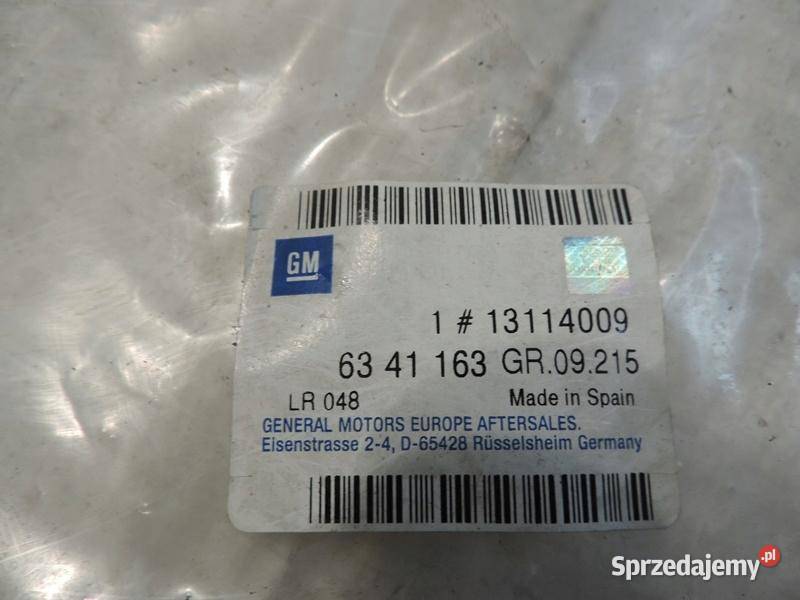 GM
1 # 13114009
63 41 163 GR.09.215
LR 048 Made in Spain
GENERAL MOTORS EUROPE AFTERSALES.
Eisenstrasse 2-4, D-65428 Rüsselsheim Germany
Sprzedajemy.pl